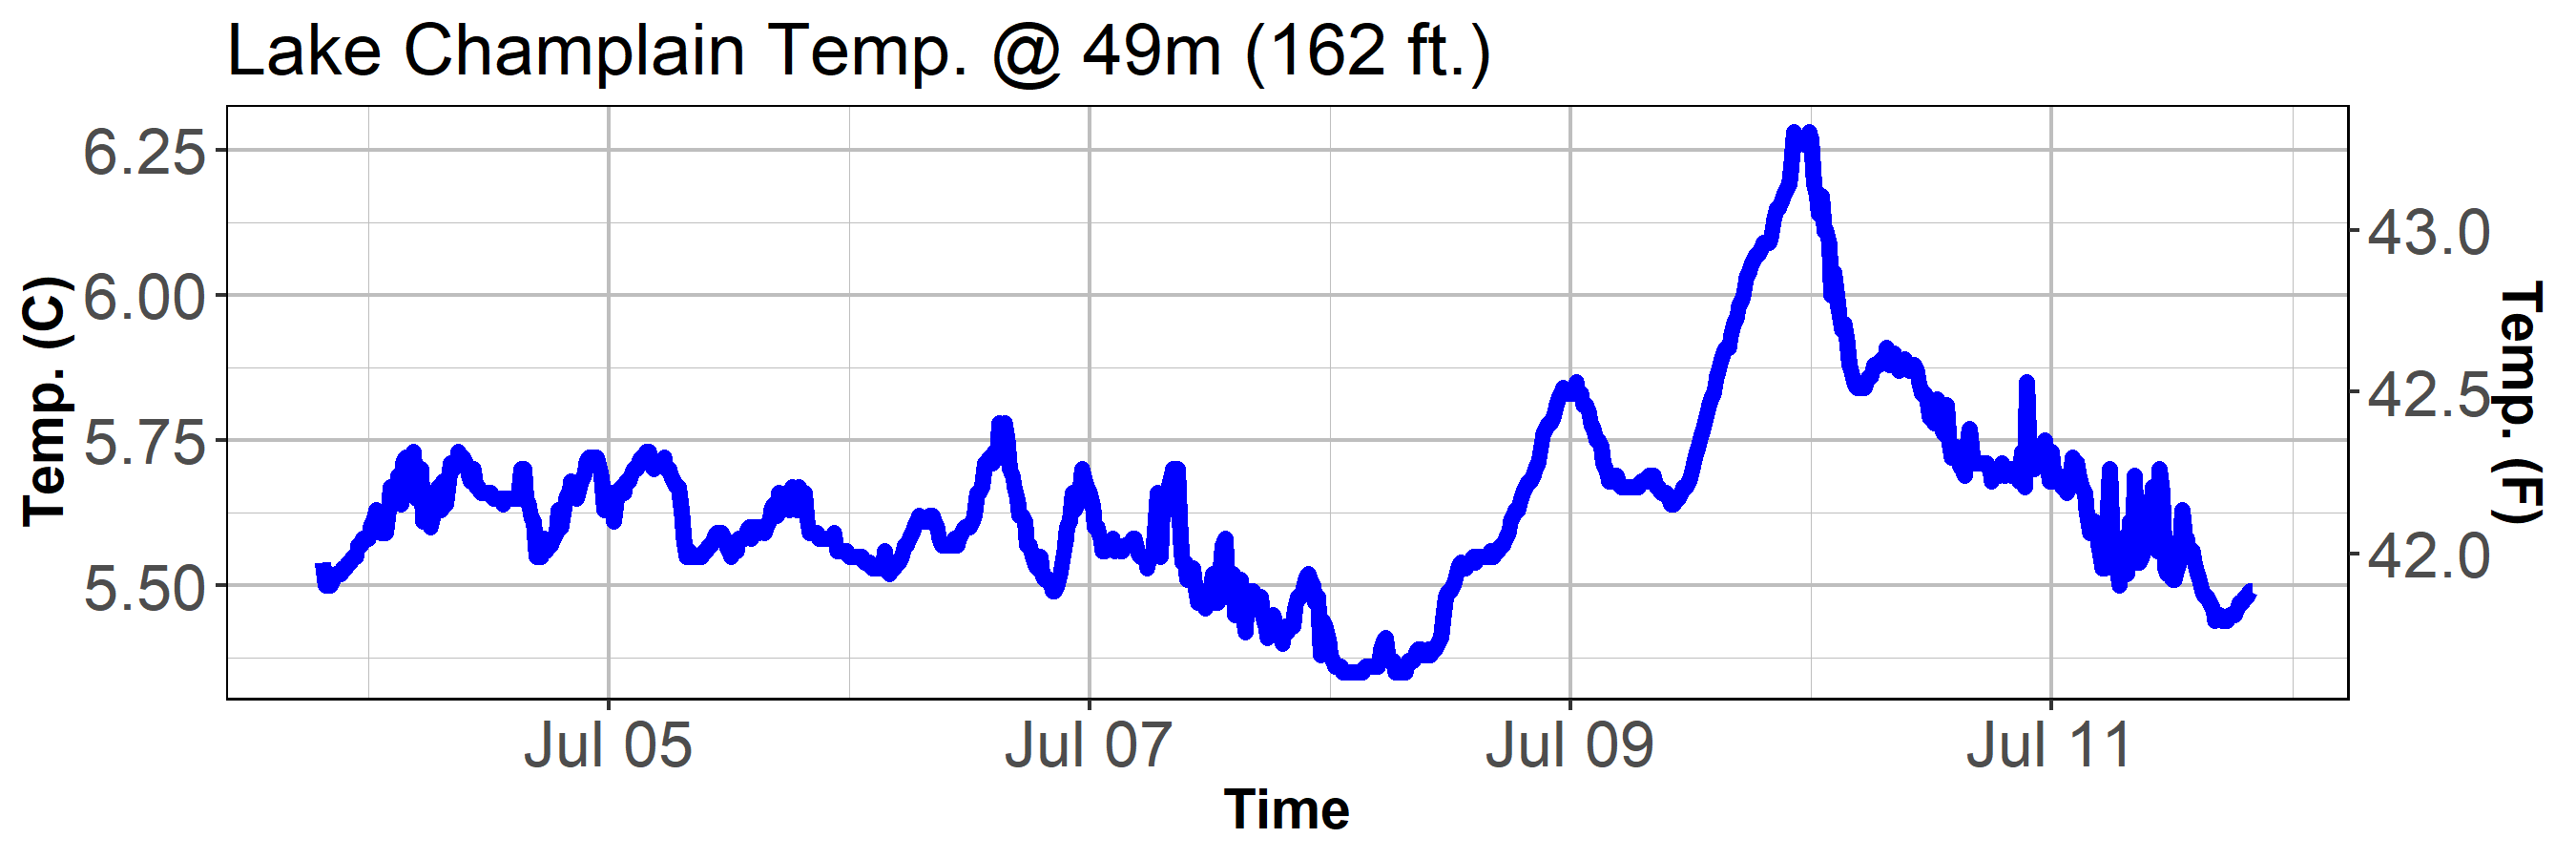 Lake Champlain Temp. @ 49m (162 ft.)
6.25
6.00
5.75
5.50
Temp. (C)
43.0
42.5
42.0
Temp. (F)
Jul 05
Jul 07
Jul 09
Jul 11
Time